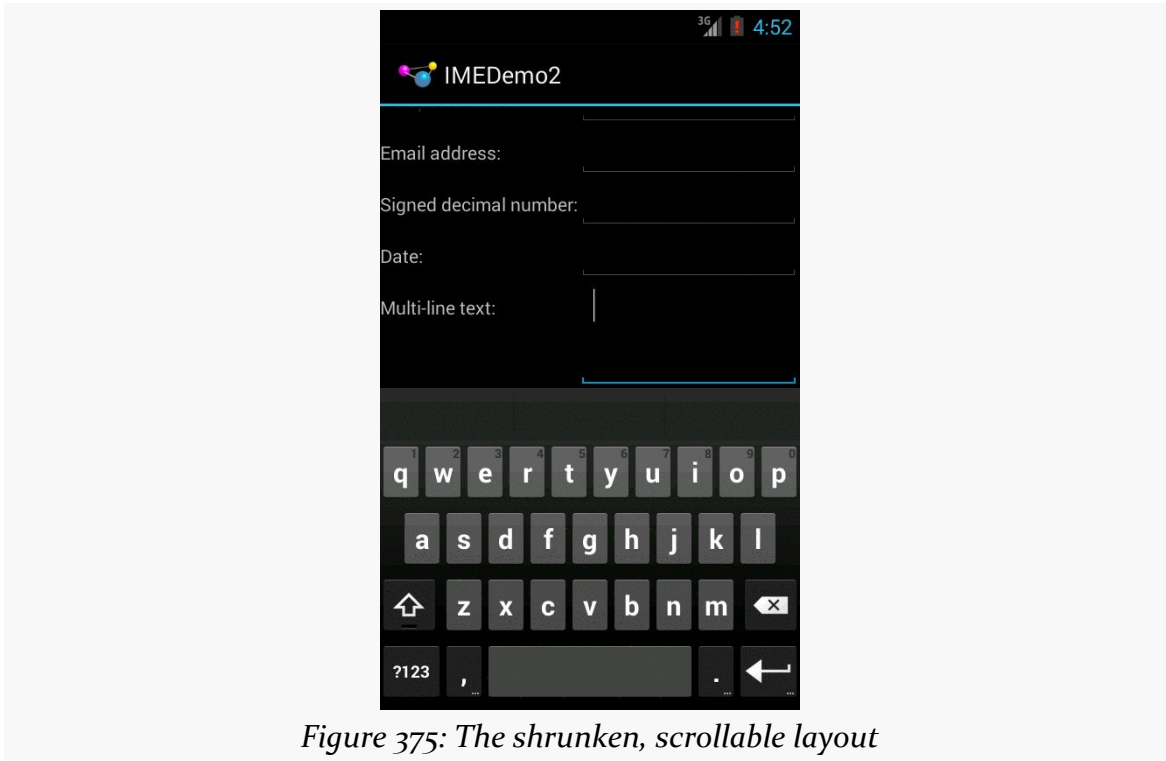 3G 4:52
IMEDemo2
Email address:
Signed decimal number:
Date:
Multi-line text:
1 2 3 4 5 6 7 8 9 0
q w e r t y u i o p
a s d f g h j k l
z x c v b n m
?123 , ... . ... ...
Figure 375: The shrunken, scrollable layout